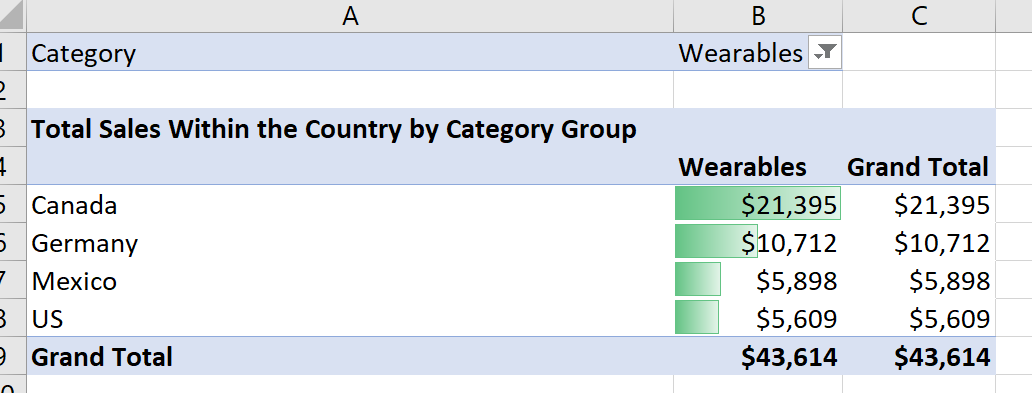 A B C
1 Category Wearables
2
3 Total Sales Within the Country by Category Group
4 Wearables Grand Total
5 Canada $21,395 $21,395
6 Germany $10,712 $10,712
7 Mexico $5,898 $5,898
8 US $5,609 $5,609
9 Grand Total $43,614 $43,614